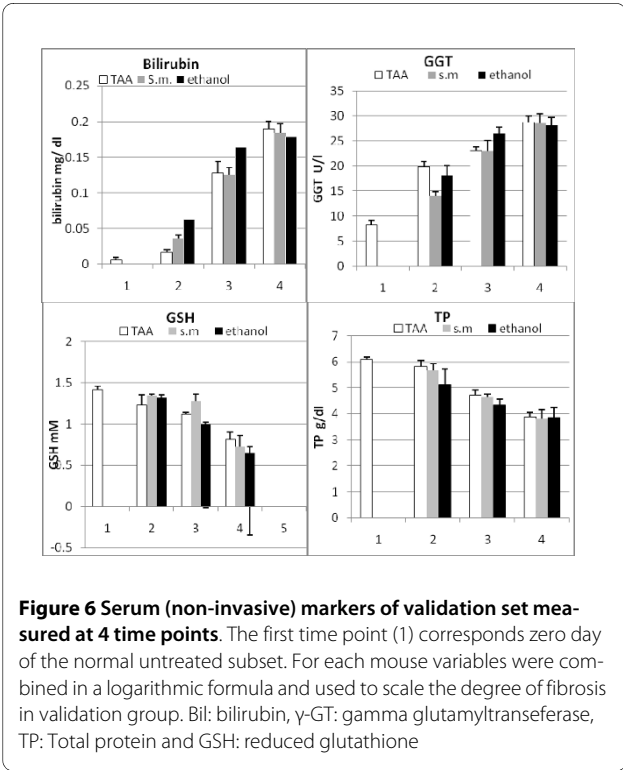 Bilirubin
TAA S.m. ethanol
bilirubin mg/ dl
0.25
0.2
0.15
0.1
0.05
0
1 2 3 4
GGT
TAA s.m ethanol
GGT U/l
35
30
25
20
15
10
5
0
1 2 3 4
GSH
TAA s.m ethanol
GSH mM
2
1.5
1
0.5
0
-0.5
1 2 3 4 5
TP
TAA s.m ethanol
TP g/dl
7
6
5
4
3
2
1
0
1 2 3 4
Figure 6 Serum (non-invasive) markers of validation set mea-
sured at 4 time points. The first time point (1) corresponds zero day
of the normal untreated subset. For each mouse variables were com-
bined in a logarithmic formula and used to scale the degree of fibrosis
in validation group. Bil: bilirubin, γ-GT: gamma glutamyltranseferase,
TP: Total protein and GSH: reduced glutathione